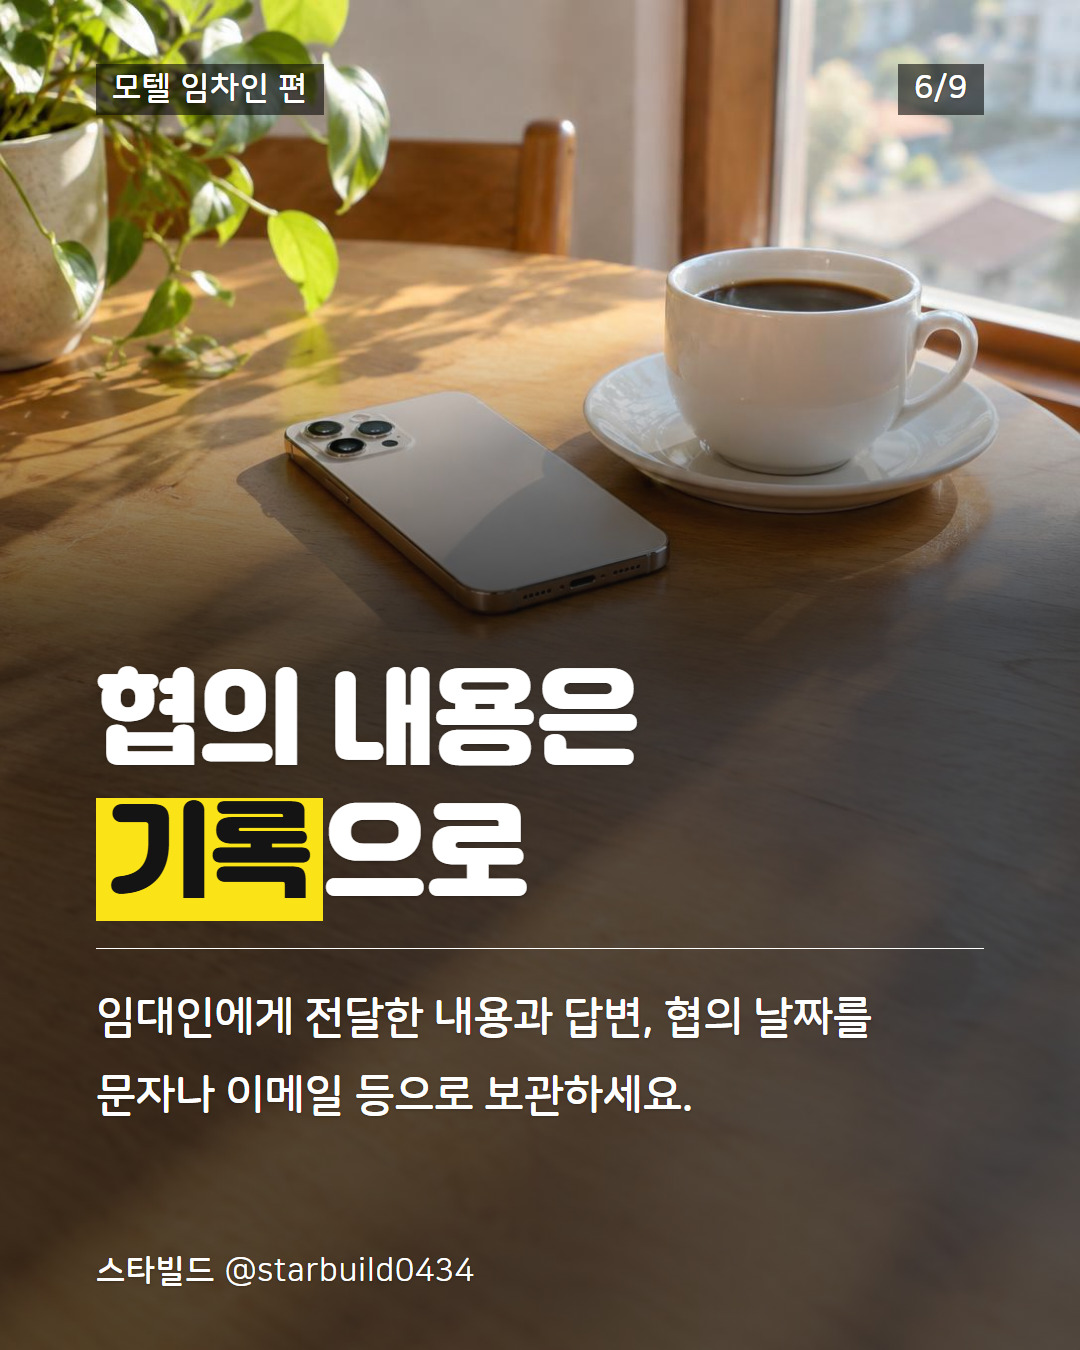 모텔 임차인 편
6/9
협의 내용은
기록으로
임대인에게 전달한 내용과 답변, 협의 날짜를
문자나 이메일 등으로 보관하세요.
스타빌드 @starbuild0434